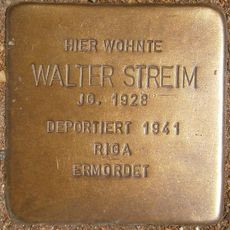 HIER WOHNTE
WALTER STREIM
JG. 1928
DEPORTIERT 1941
RIGA
ERMORDET